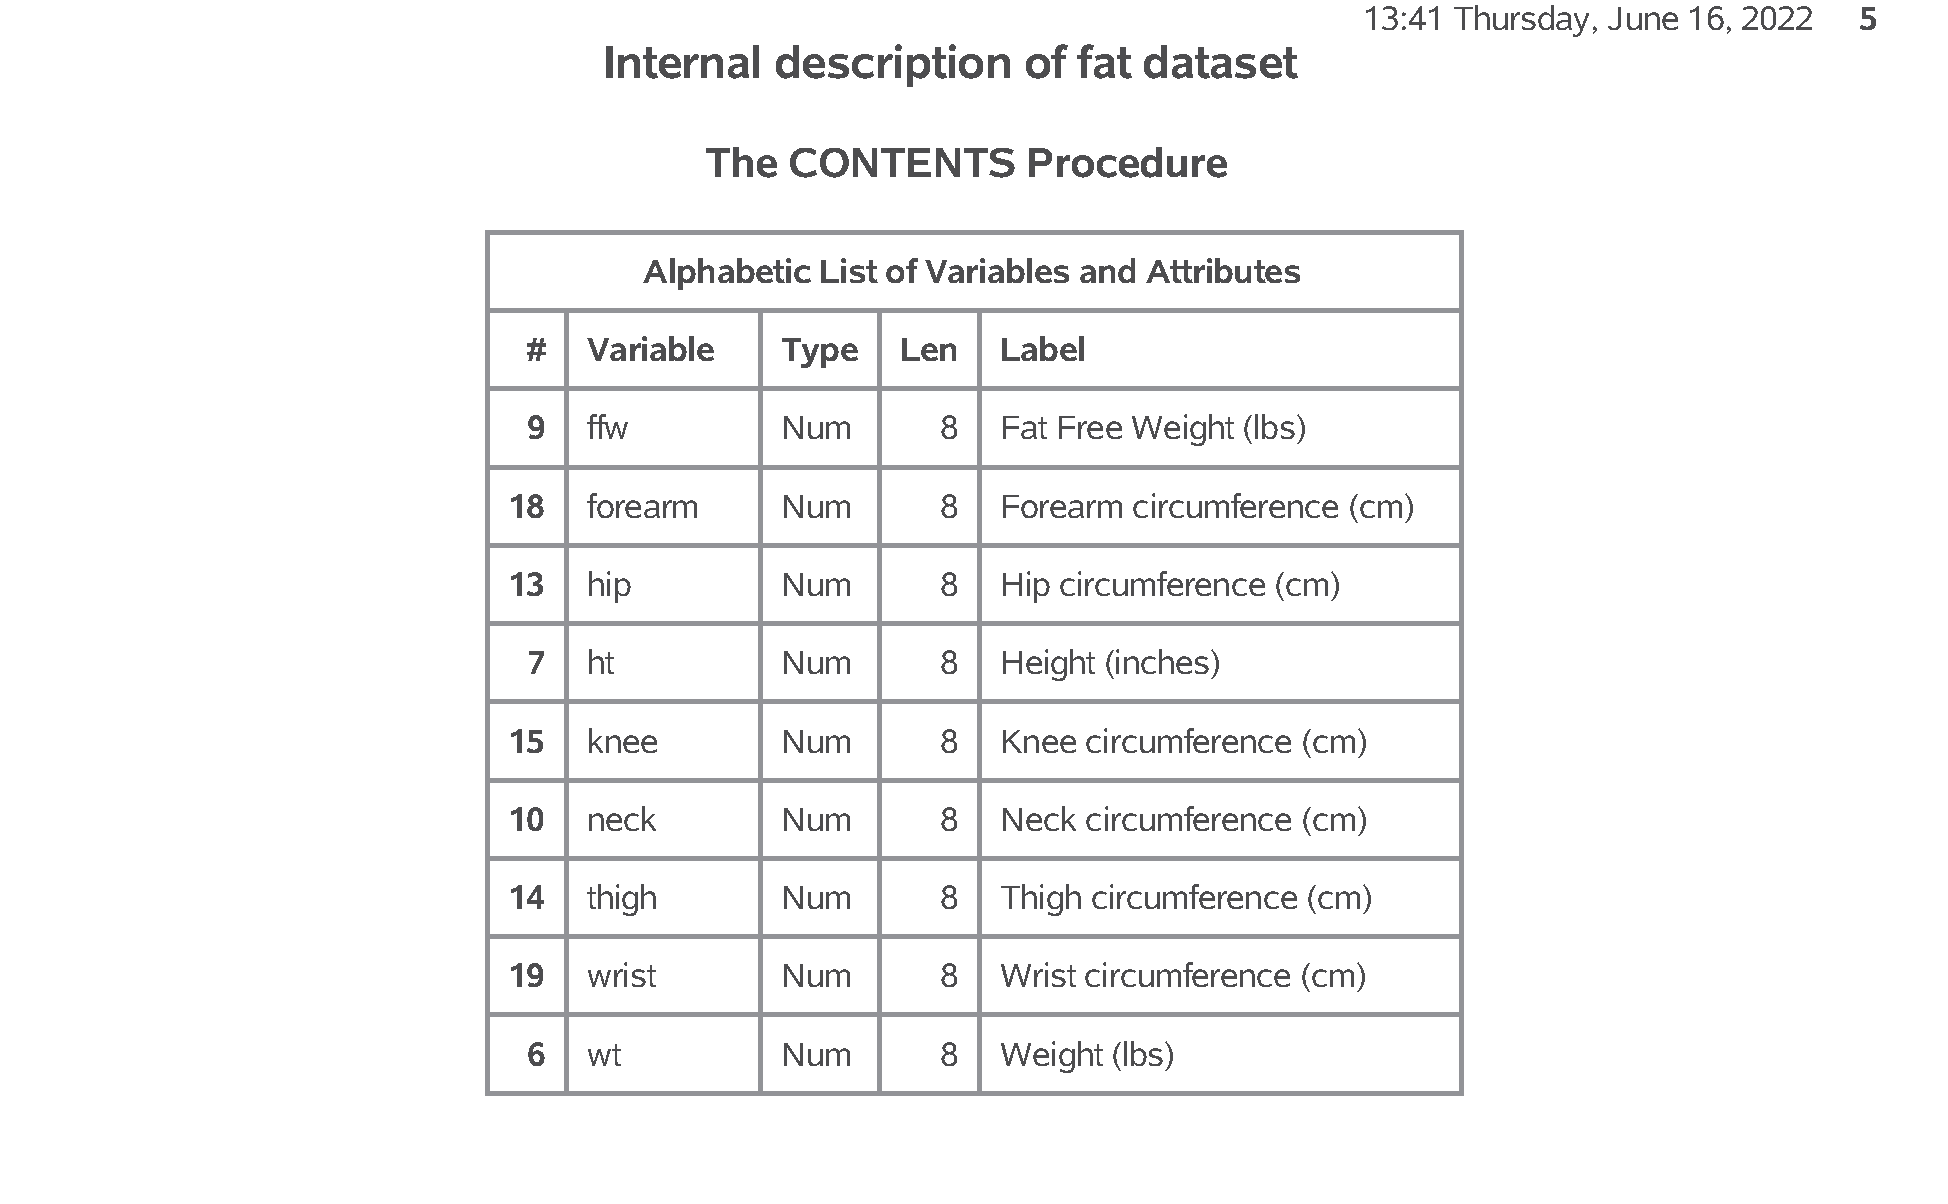 13:41 Thursday, June 16, 2022 5
Internal description of fat dataset
The CONTENTS Procedure
Alphabetic List of Variables and Attributes
# Variable Type Len Label
9 ffw Num 8 Fat Free Weight (lbs)
18 forearm Num 8 Forearm circumference (cm)
13 hip Num 8 Hip circumference (cm)
7 ht Num 8 Height (inches)
15 knee Num 8 Knee circumference (cm)
10 neck Num 8 Neck circumference (cm)
14 thigh Num 8 Thigh circumference (cm)
19 wrist Num 8 Wrist circumference (cm)
6 wt Num 8 Weight (lbs)